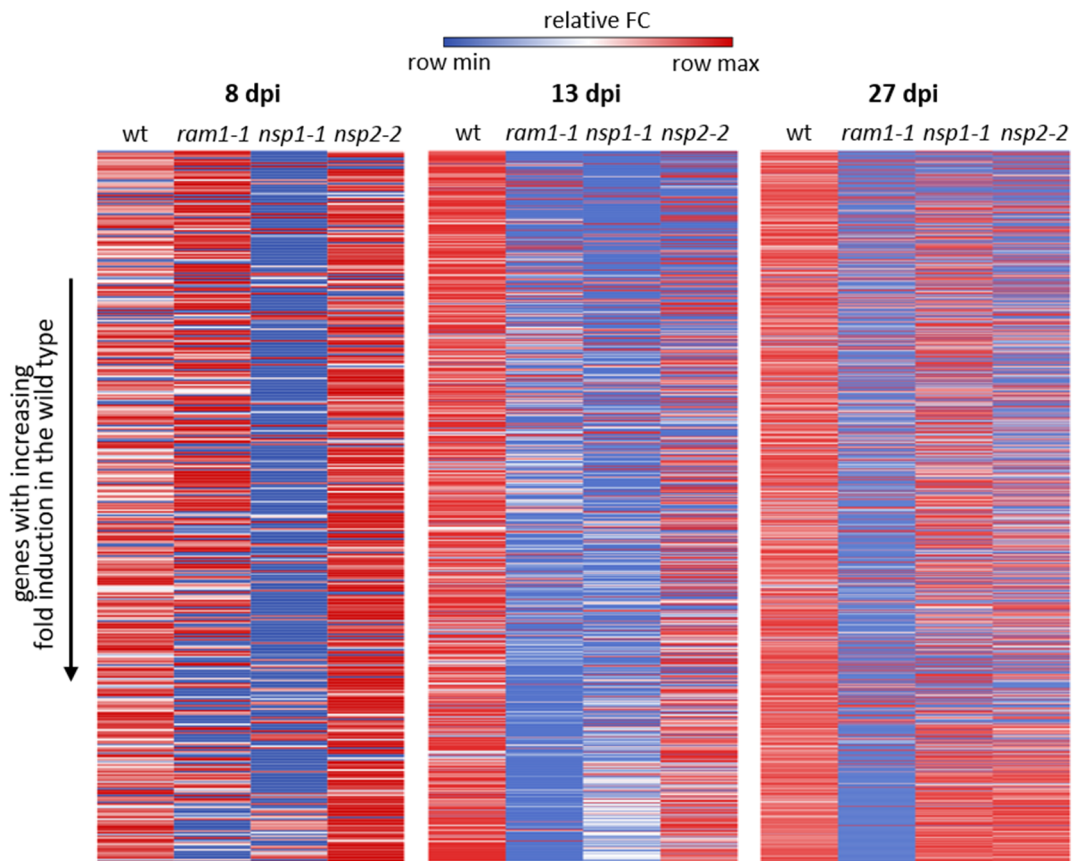 relative FC
row min row max
8 dpi 13 dpi 27 dpi
wt ram1-1 nsp1-1 nsp2-2 wt ram1-1 nsp1-1 nsp2-2 wt ram1-1 nsp1-1 nsp2-2
genes with increasing
fold induction in the wild type